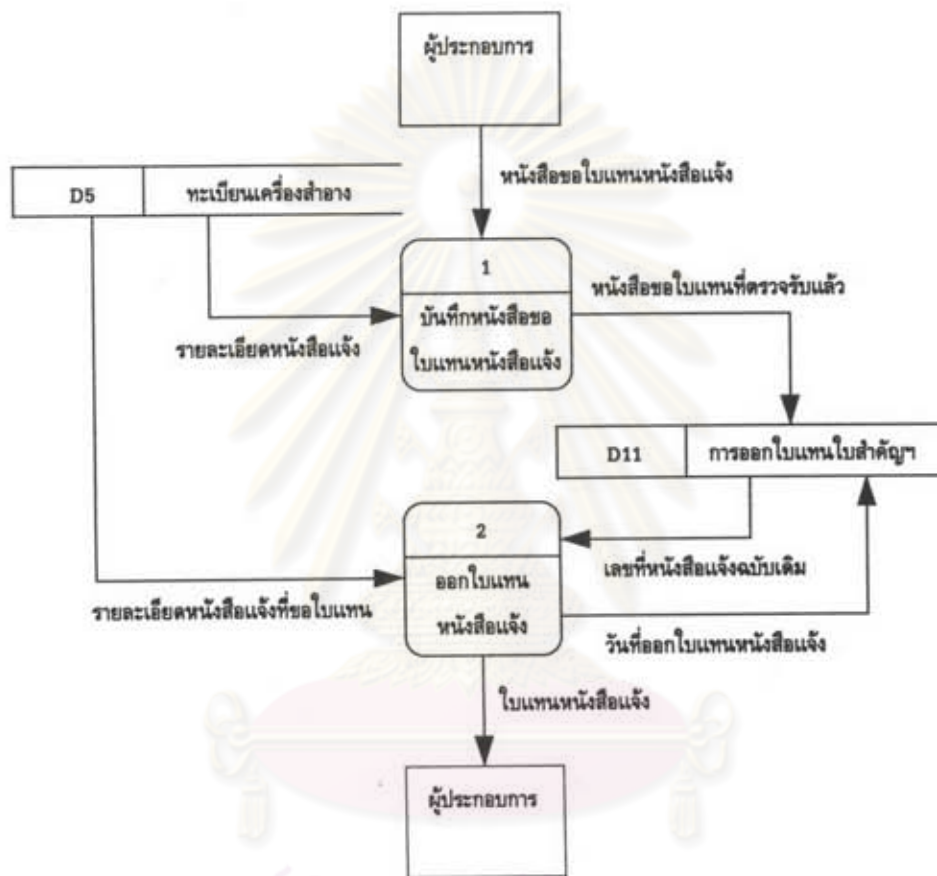 ผู้ประกอบการ
หนังสือขอใบแทนหนังสือแจ้ง
D5 ทะเบียนเครื่องสำอาง
1
หนังสือขอใบแทนที่ตรวจรับแล้ว
บันทึกหนังสือขอ
รายละเอียดหนังสือแจ้ง
ใบแทนหนังสือแจ้ง
D11 การออกใบแทนใบสำคัญฯ
2
เลขที่หนังสือแจ้งฉบับเดิม
ออกใบแทน
รายละเอียดหนังสือแจ้งที่ขอใบแทน
หนังสือแจ้ง
วันที่ออกใบแทนหนังสือแจ้ง
ใบแทนหนังสือแจ้ง
ผู้ประกอบการ